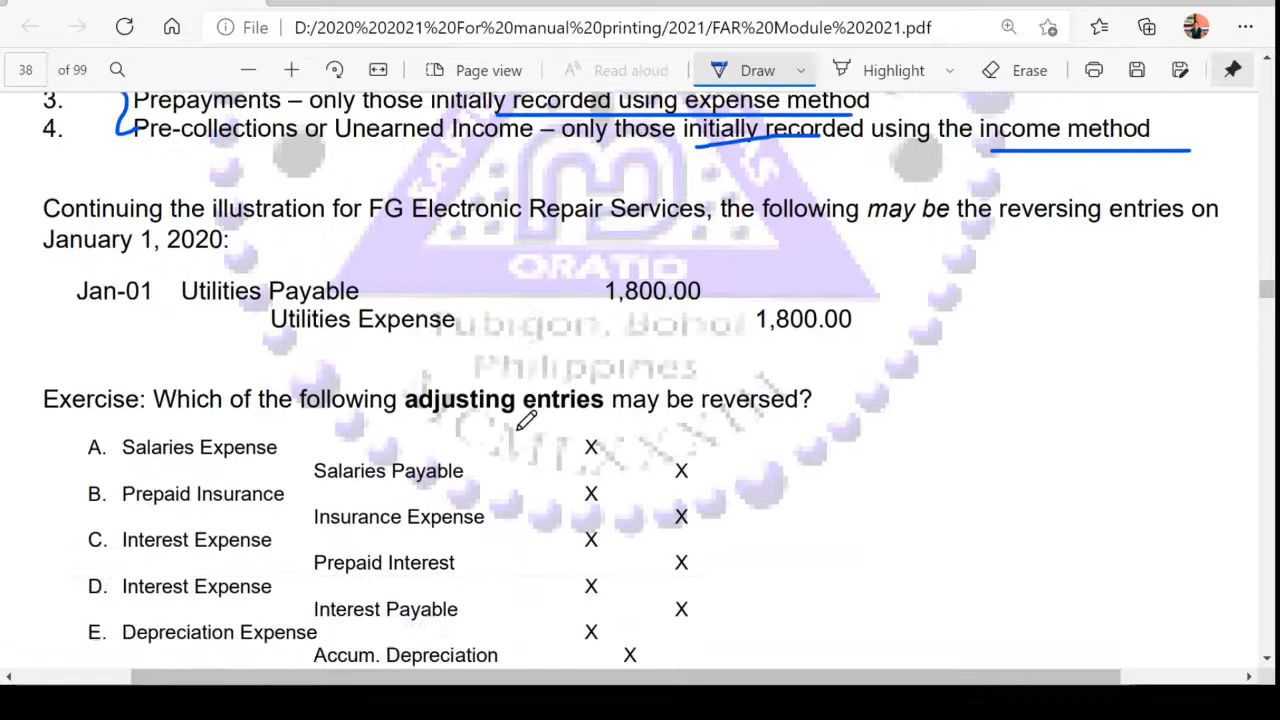 File D:/2020%202021%20For%20manual%20printing/2021/FAR%20Module%202021.pdf
38 of 99 Page view Read aloud Draw Highlight Erase
3. Prepayments – only those initially recorded using expense method
4. Pre-collections or Unearned Income – only those initially recorded using the income method
Continuing the illustration for FG Electronic Repair Services, the following may be the reversing entries on
January 1, 2020:
ORATIO
Jan-01 Utilities Payable 1,800.00
Utilities Expense 1,800.00
Tubigon, Bohol
Philippines
Exercise: Which of the following adjusting entries may be reversed?
A. Salaries Expense X
Salaries Payable X
B. Prepaid Insurance X
Insurance Expense X
C. Interest Expense X
Prepaid Interest X
D. Interest Expense X
Interest Payable X
E. Depreciation Expense X
Accum. Depreciation X